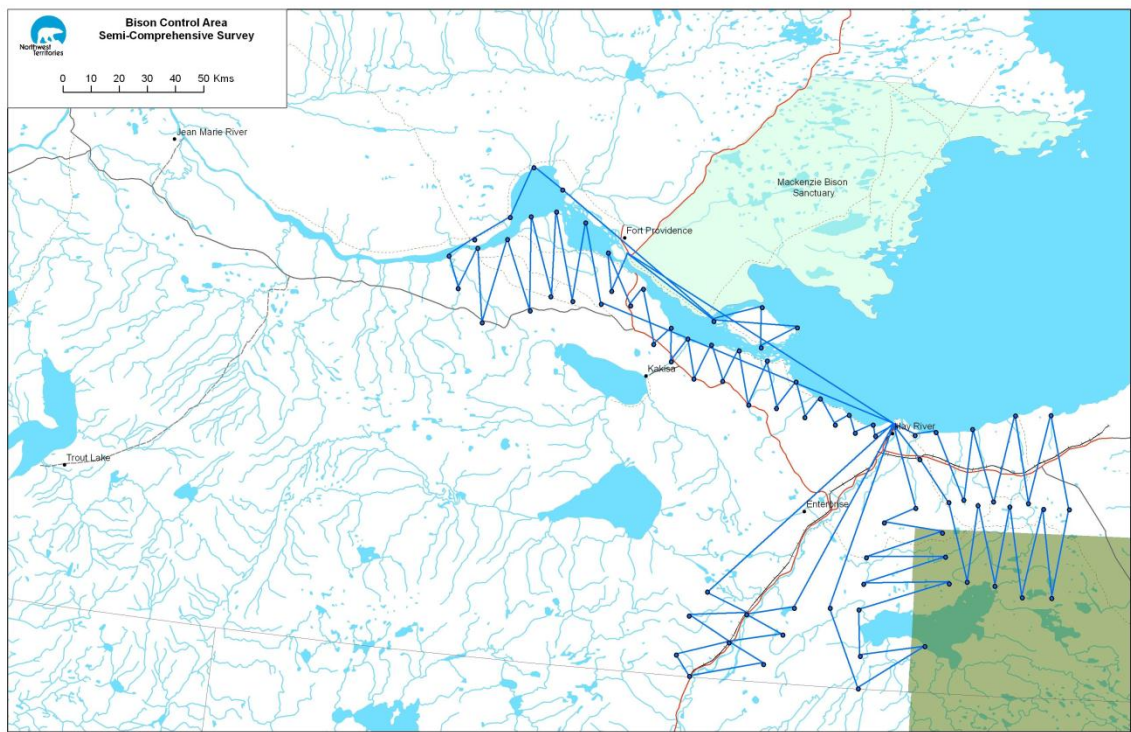 Bison Control Area
Semi-Comprehensive Survey
Northwest
Territories
0 10 20 30 40 50 Kms
Jean Marie River
Mackenzie Bison
Sanctuary
Fort Providence
Kakisa
Hay River
Trout Lake
Enterprise